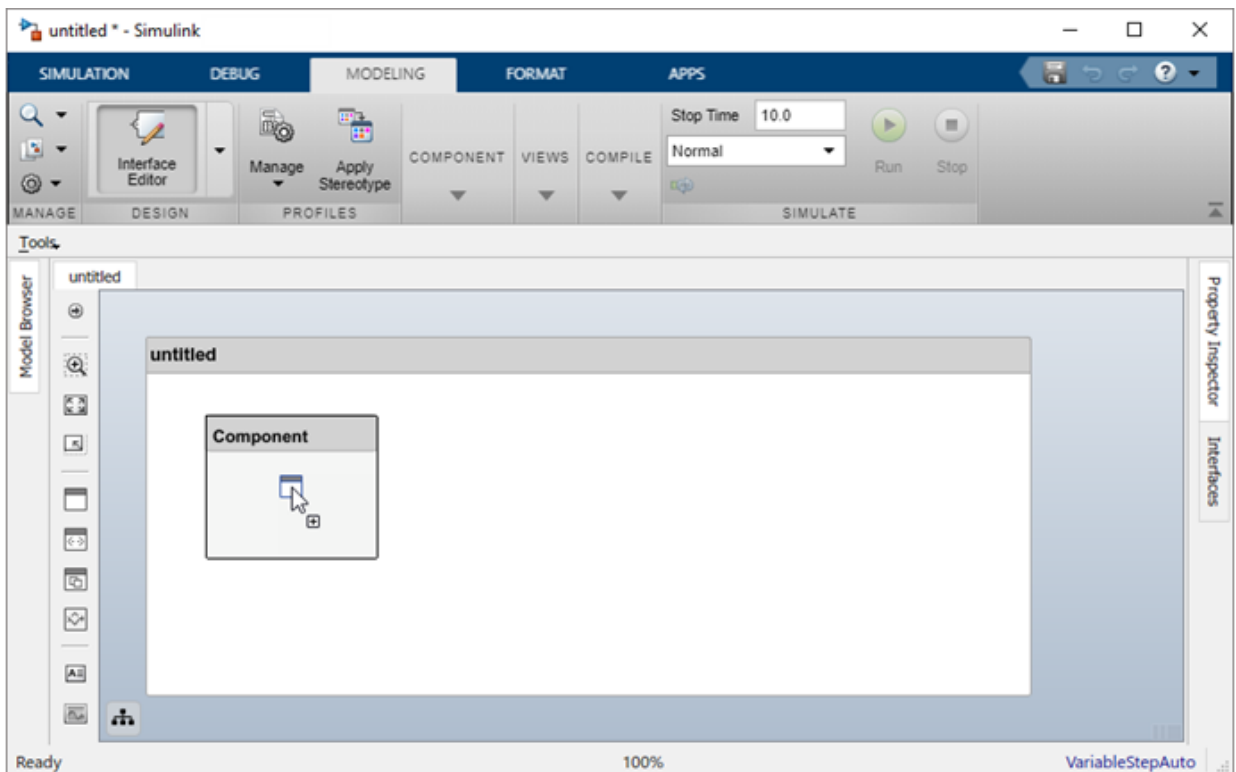 untitled * - Simulink
SIMULATION DEBUG MODELING FORMAT APPS
Stop Time 10.0
Interface Editor
Manage
Apply Stereotype
COMPONENT VIEWS COMPILE
Normal
Run Stop
MANAGE DESIGN PROFILES SIMULATE
Tools
Model Browser
untitled
untitled
Component
Property Inspector
Interfaces
Ready 100% VariableStepAuto